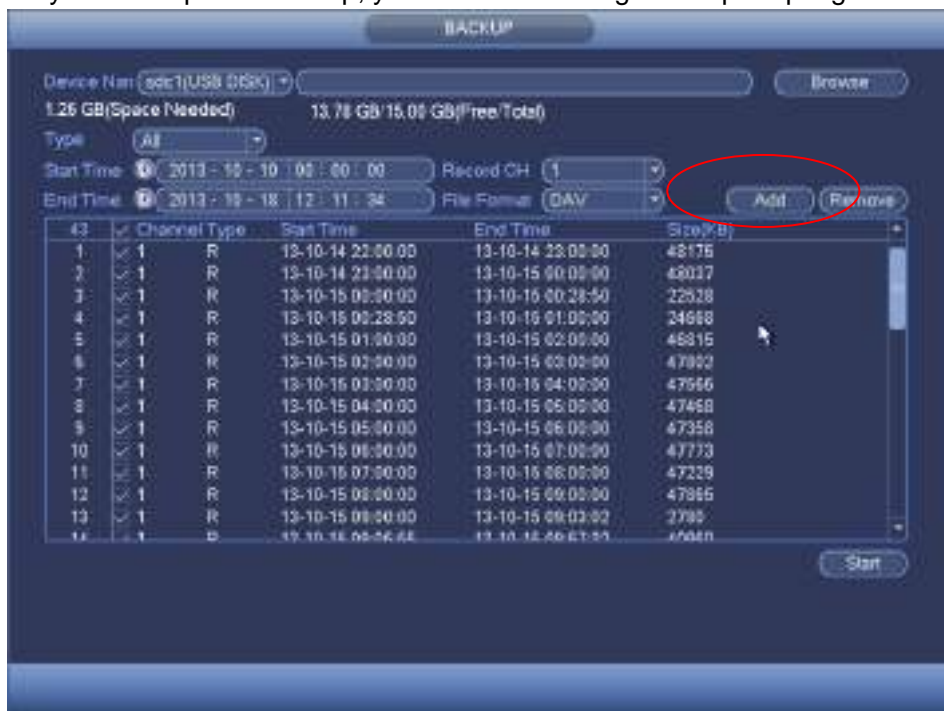 BACKUP
Device Nam sdc1(USB DISK) Browse
1.26 GB(Space Needed) 13.78 GB/15.00 GB(Free/Total)
Type All
Start Time 2013 - 10 - 10 00 : 00 : 00 Record CH 1
End Time 2013 - 10 - 18 12 : 11 : 34 File Format DAV Add Remove
43 Channel Type Start Time End Time Size(KB)
1 1 R 13-10-14 22:00:00 13-10-14 23:00:00 48176
2 1 R 13-10-14 23:00:00 13-10-15 00:00:00 48037
3 1 R 13-10-15 00:00:00 13-10-15 00:28:50 22528
4 1 R 13-10-15 00:28:50 13-10-15 01:00:00
5 1 R 13-10-15 01:00:00 13-10-15 02:00:00
6 1 R 13-10-15 02:00:00 13-10-15 03:00:00
7 1 R 13-10-15 03:00:00 13-10-15 04:00:00 47566
8 1 R 13-10-15 04:00:00 13-10-15 05:00:00 47468
9 1 R 13-10-15 05:00:00 13-10-15 06:00:00 47358
10 1 R 13-10-15 06:00:00 13-10-15 07:00:00 47773
11 1 R 13-10-15 07:00:00 13-10-15 08:00:00 47229
12 1 R 13-10-15 08:00:00 13-10-15 09:00:00
13 1 R 13-10-15 09:00:00 13-10-15 09:03:02 2780
Start